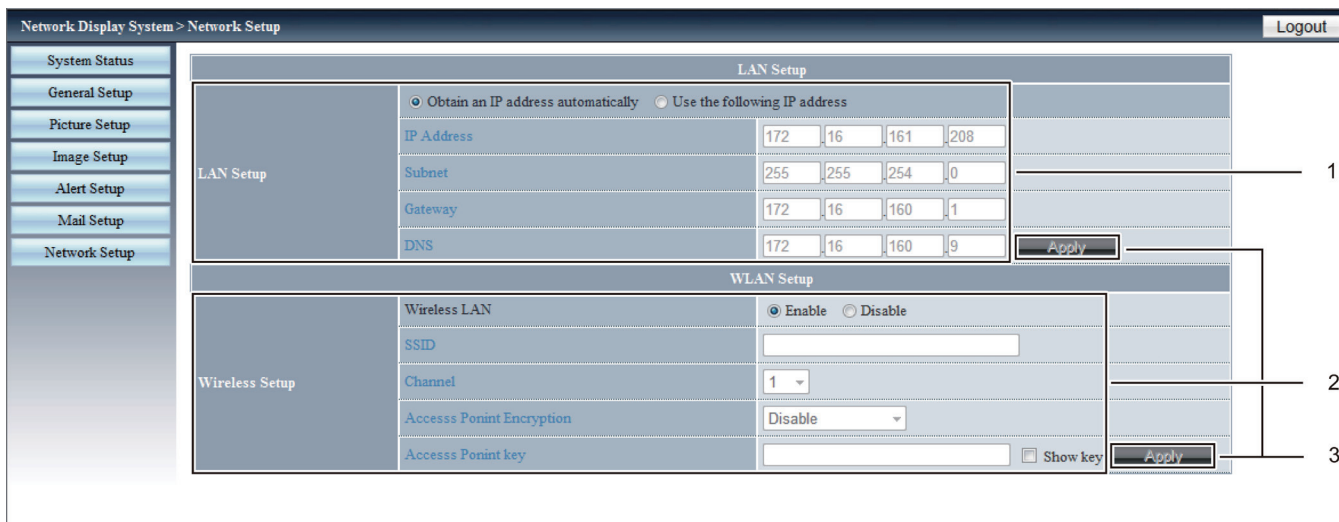 Network Display System > Network Setup
Logout
System Status
General Setup
Picture Setup
Image Setup
Alert Setup
Mail Setup
Network Setup
LAN Setup
LAN Setup
Obtain an IP address automatically Use the following IP address
IP Address 172 .16 .161 .208
Subnet 255 .255 .254 .0
Gateway 172 .16 .160 .1
DNS 172 .16 .160 .9 Apply
1
WLAN Setup
Wireless Setup
Wireless LAN Enable Disable
SSID
Channel 1
Accesss Ponint Encryption Disable
Accesss Ponint key Show key Apply
2
3